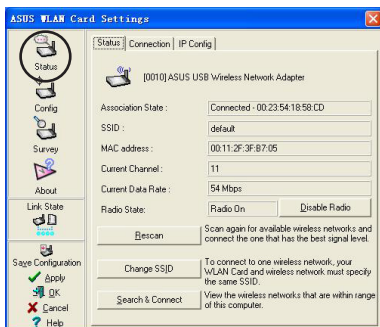 ASUS WLAN Card Settings
Status
Config
Survey
About
Link State
Save Configuration
Apply
OK
Cancel
Help
Status Connection IP Config
[0010] ASUS USB Wireless Network Adapter
Association State : Connected - 00:23:54:18:58:CD
SSID : default
MAC address : 00:11:2F:3F:B7:05
Current Channel : 11
Current Data Rate : 54 Mbps
Radio State: Radio On Disable Radio
Rescan
Scan again for available wireless networks and
connect the one that has the best signal level.
Change SSID
To connect to one wireless network, your
WLAN Card and wireless network must specify
the same SSID.
Search & Connect
View the wireless networks that are within range
of this computer.